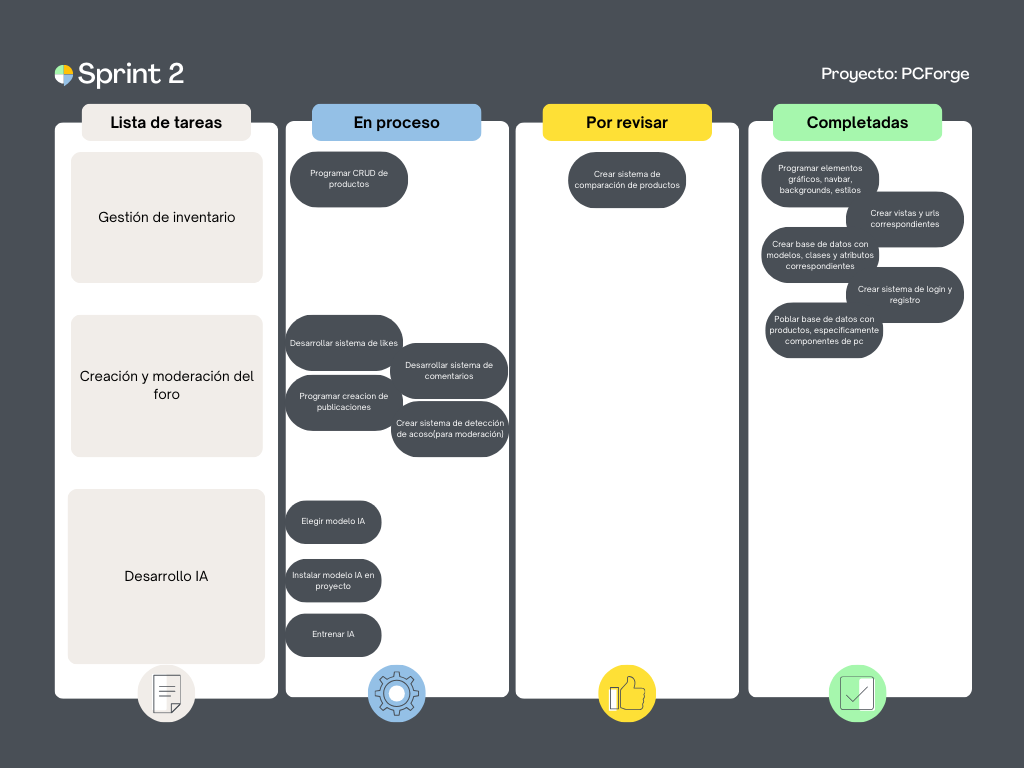 Sprint 2
Proyecto: PCForge
Lista de tareas
En proceso
Por revisar
Completadas
Gestión de inventario
Programar CRUD de
productos
Crear sistema de
comparación de productos
Programar elementos
gráficos, navbar,
backgrounds, estilos
Crear vistas y urls
correspondientes
Crear base de datos con
modelos, clases y atributos
correspondientes
Crear sistema de login y
registro
Poblar base de datos con
productos, especificamente
componentes de pc
Creación y moderación del
foro
Desarrollar sistema de likes
Desarrollar sistema de
comentarios
Programar creacion de
publicaciones
Crear sistema de detección
de acoso(para moderación)
Desarrollo IA
Elegir modelo IA
Instalar modelo IA en
proyecto
Entrenar IA